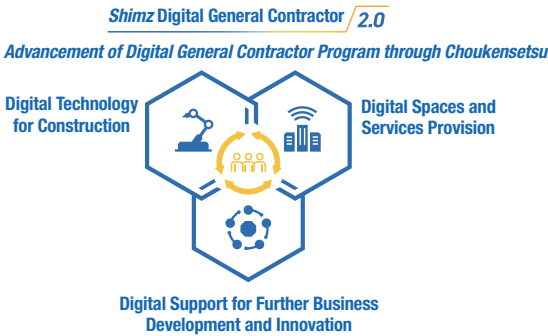 Shimz Digital General Contractor 2.0
Advancement of Digital General Contractor Program through Choukensetsu
Digital Technology
for Construction
Digital Spaces and
Services Provision
Digital Support for Further Business
Development and Innovation